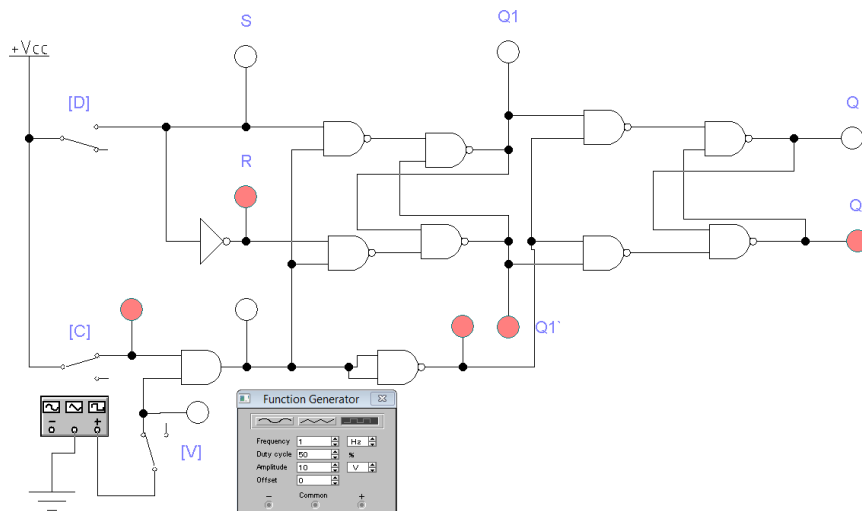 S
Q1
+Vcc
[D]
Q
R
Q
[C]
Q1`
[V]
Function Generator
Frequency 1 Hz
Duty cycle 50 %
Amplitude 10 V
Offset 0
− Common +
− +